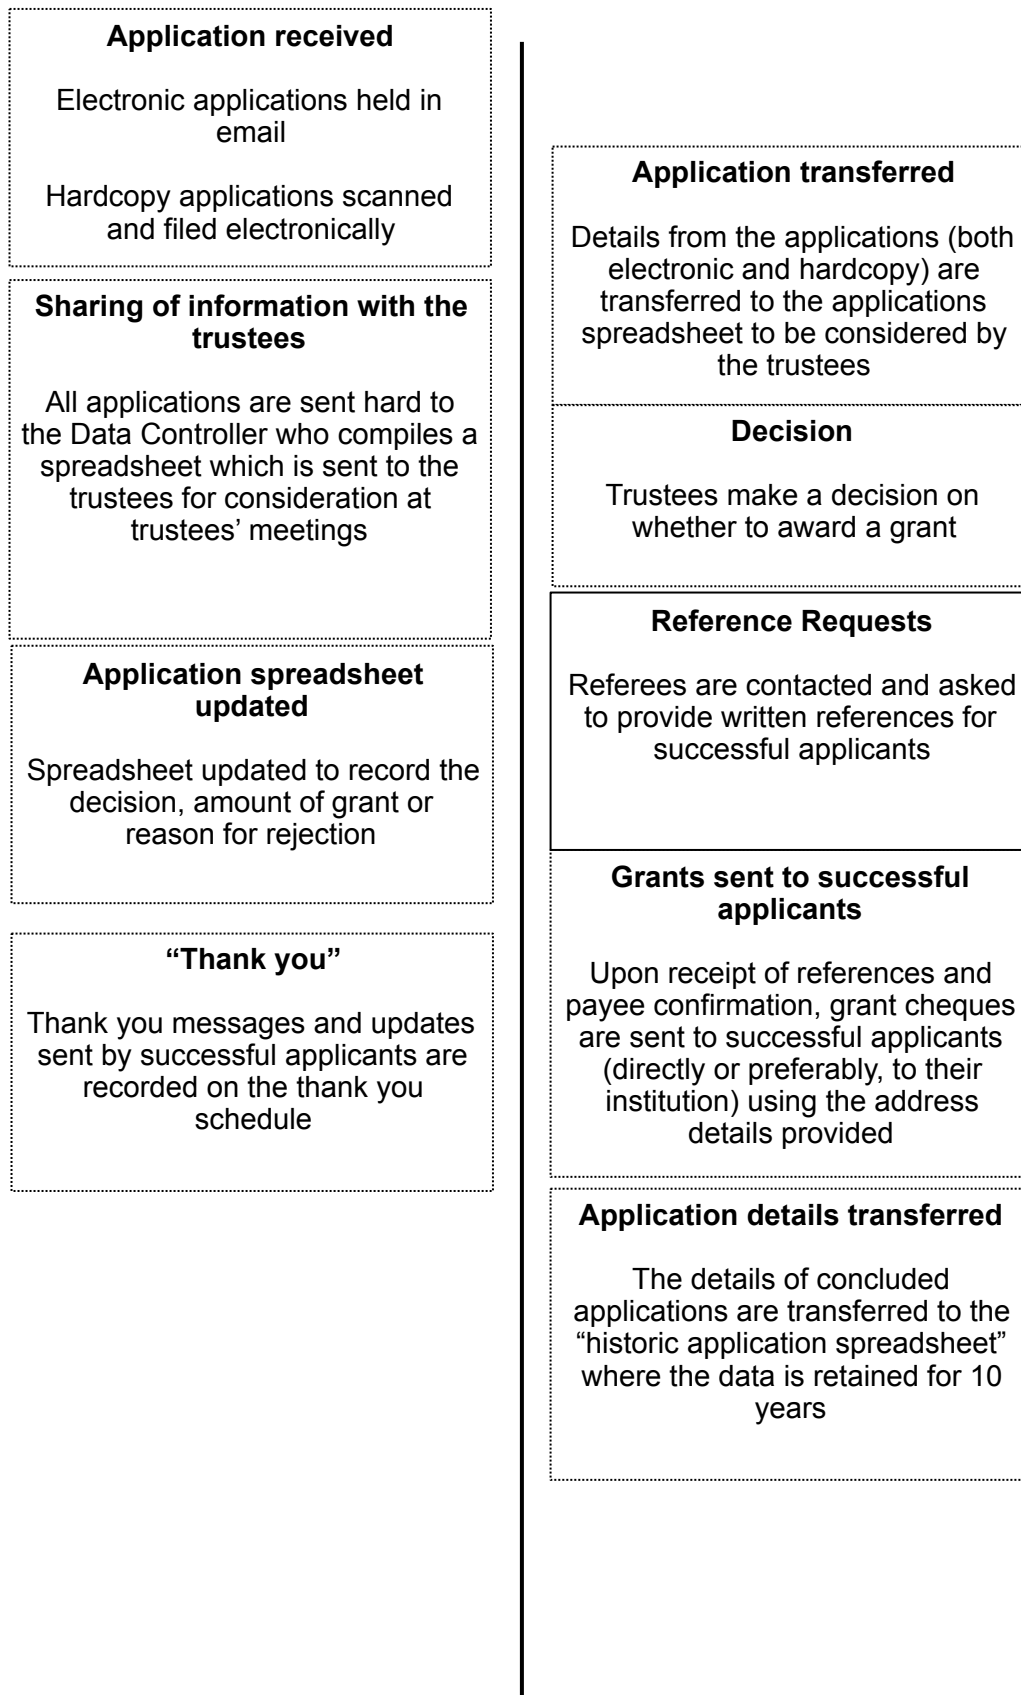 Application received
Electronic applications held in
email
Hardcopy applications scanned
and filed electronically
Sharing of information with the
trustees
All applications are sent hard to
the Data Controller who compiles a
spreadsheet which is sent to the
trustees for consideration at
trustees’ meetings
Application spreadsheet
updated
Spreadsheet updated to record the
decision, amount of grant or
reason for rejection
“Thank you”
Thank you messages and updates
sent by successful applicants are
recorded on the thank you
schedule
Application transferred
Details from the applications (both
electronic and hardcopy) are
transferred to the applications
spreadsheet to be considered by
the trustees
Decision
Trustees make a decision on
whether to award a grant
Reference Requests
Referees are contacted and asked
to provide written references for
successful applicants
Grants sent to successful
applicants
Upon receipt of references and
payee confirmation, grant cheques
are sent to successful applicants
(directly or preferably, to their
institution) using the address
details provided
Application details transferred
The details of concluded
applications are transferred to the
“historic application spreadsheet”
where the data is retained for 10
years